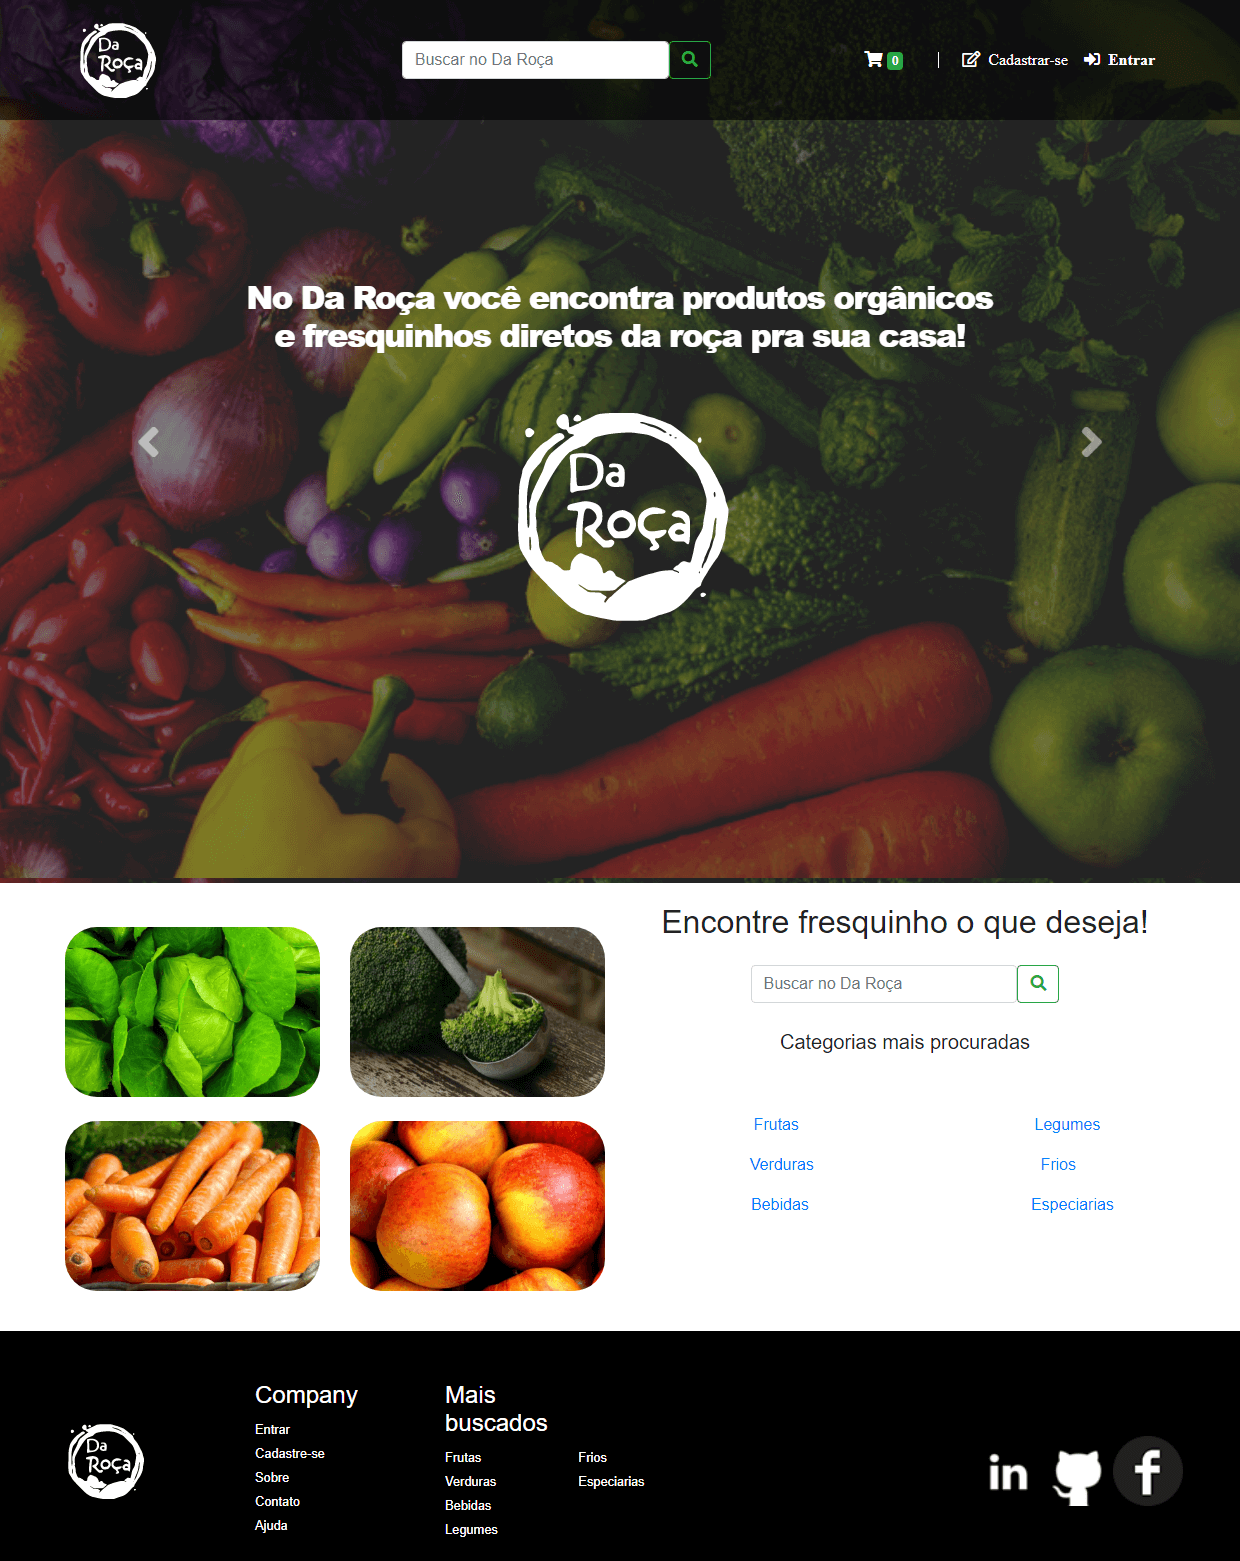 Da
Roça
Buscar no Da Roça
0
Cadastrar-se
Entrar
No Da Roça você encontra produtos orgânicos
e fresquinhos diretos da roça pra sua casa!
Da
Roça
Encontre fresquinho o que deseja!
Buscar no Da Roça
Categorias mais procuradas
Frutas
Legumes
Verduras
Frios
Bebidas
Especiarias
Da
Roça
Company
Entrar
Cadastre-se
Sobre
Contato
Ajuda
Mais
buscados
Frutas
Verduras
Bebidas
Legumes
Frios
Especiarias
in
f